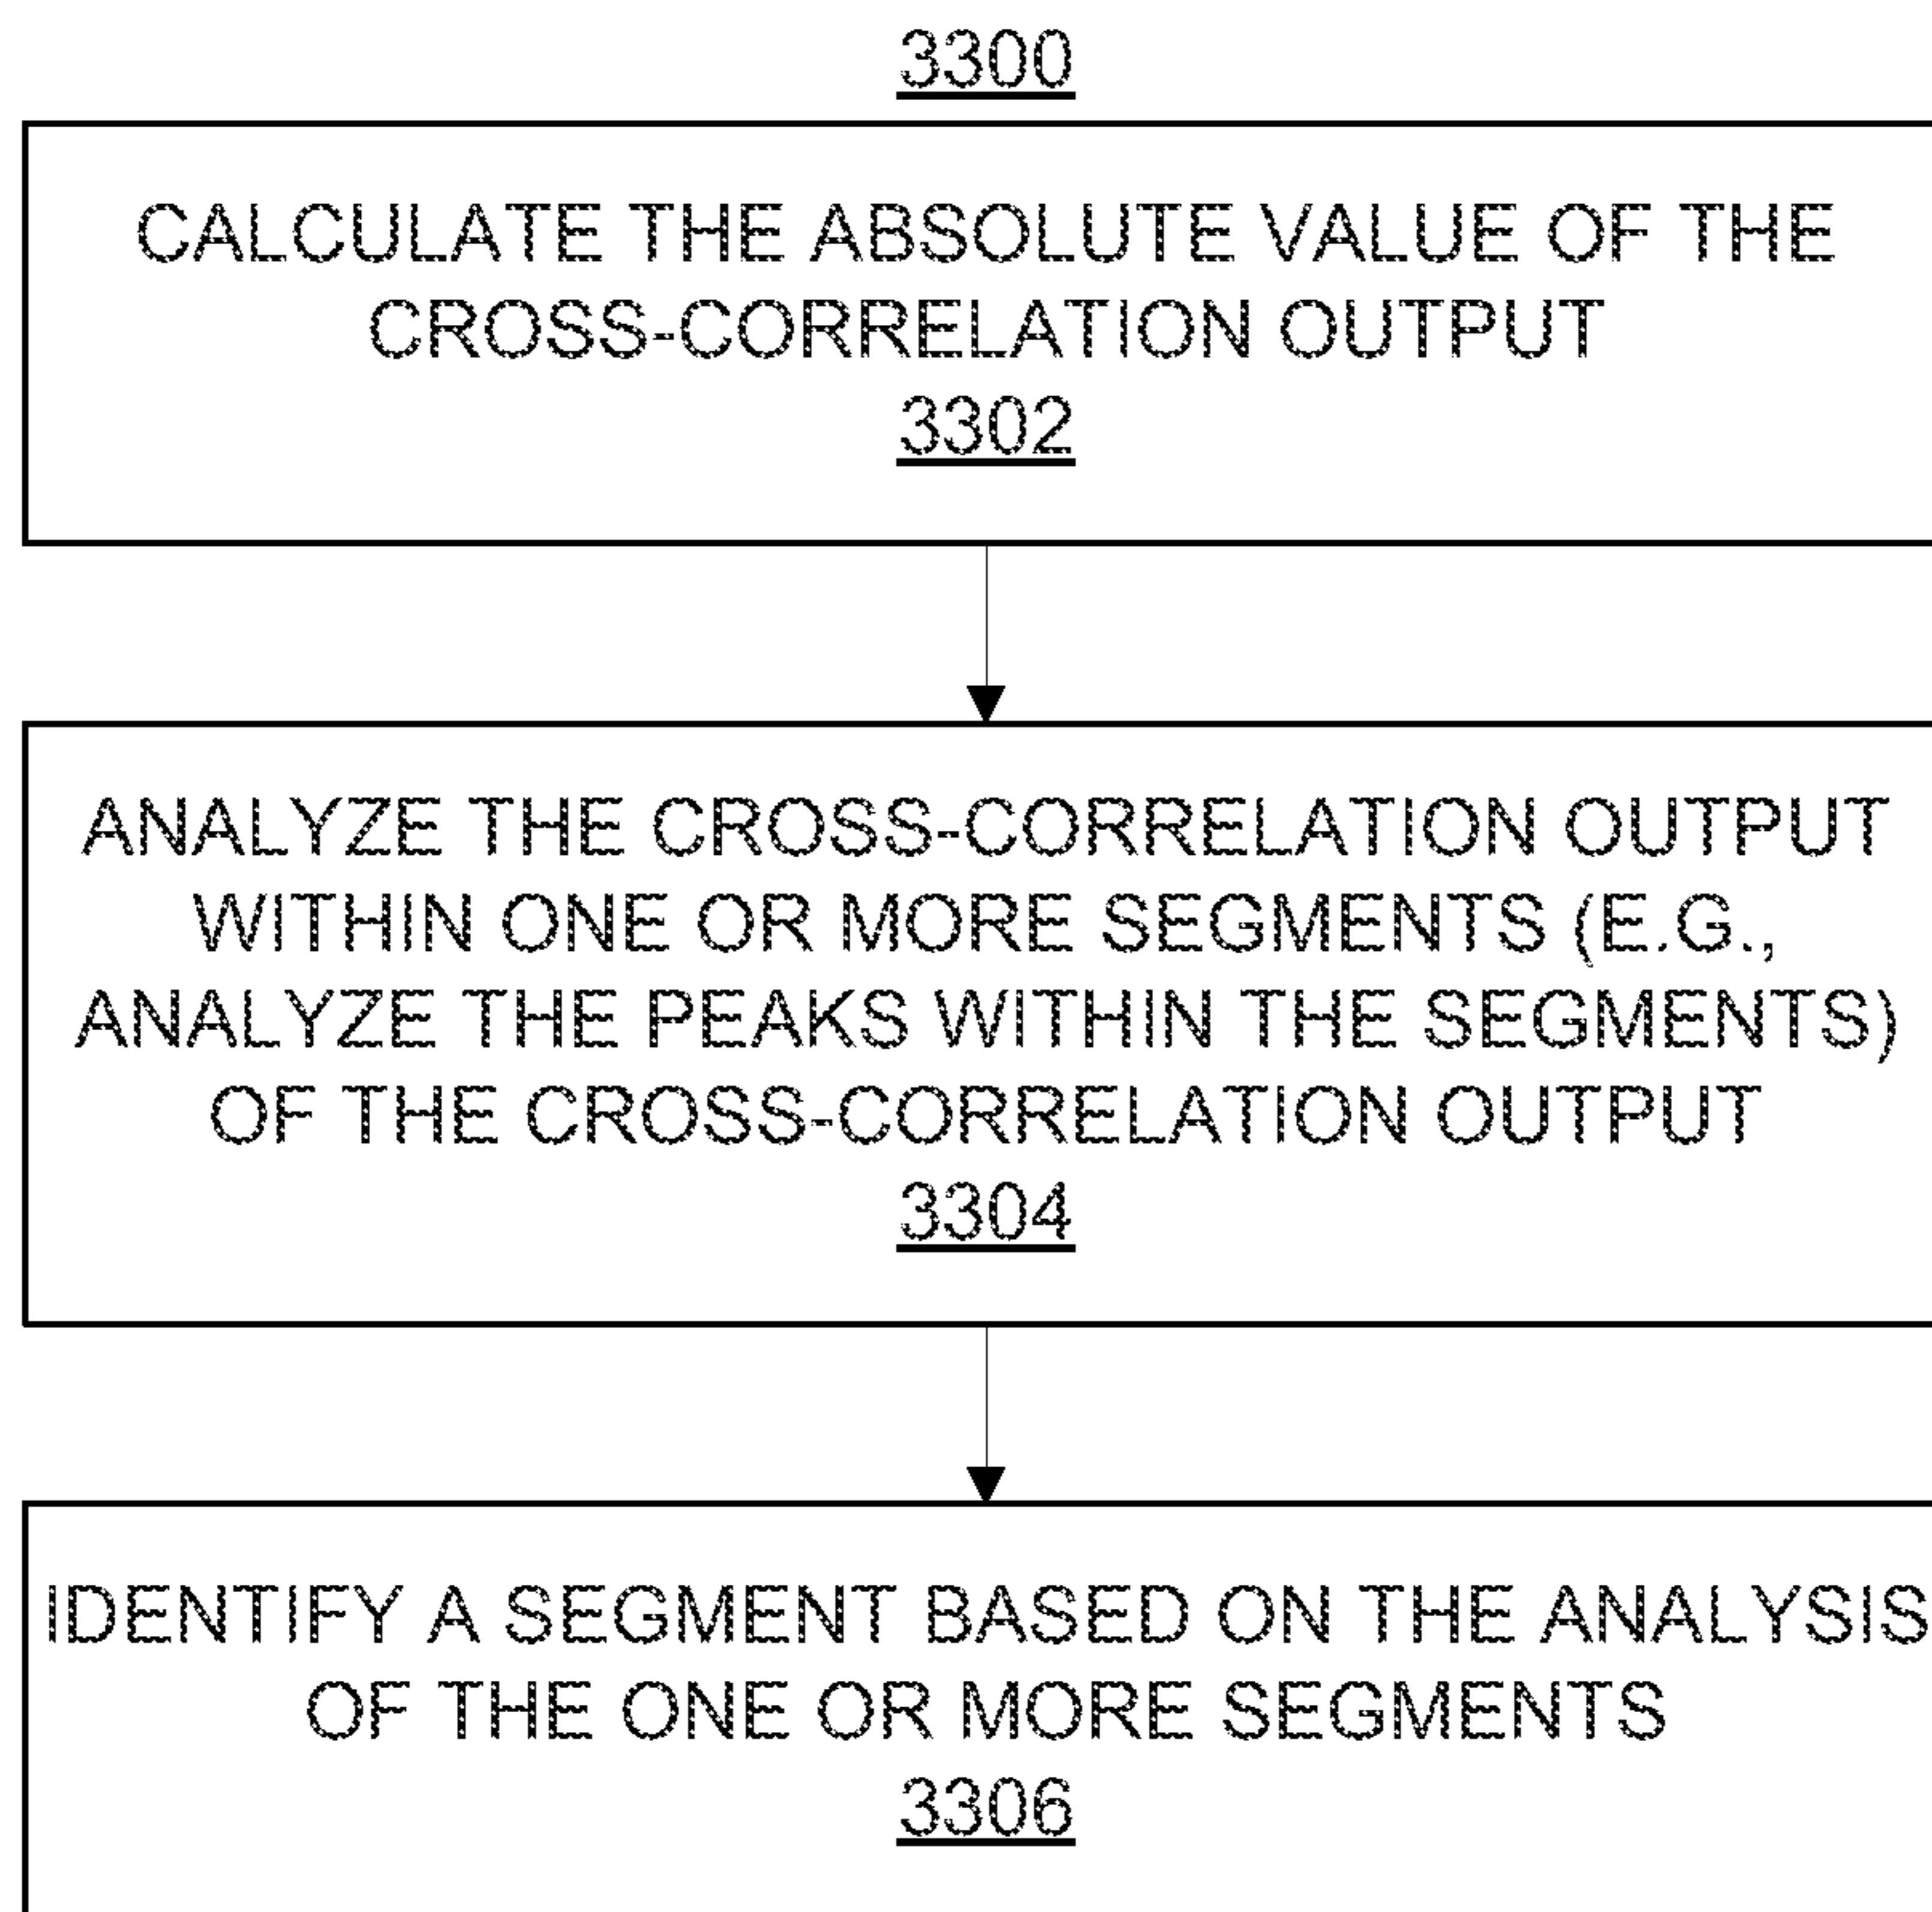 3300
CALCULATE THE ABSOLUTE VALUE OF THE
CROSS-CORRELATION OUTPUT
3302
ANALYZE THE CROSS-CORRELATION OUTPUT
WITHIN ONE OR MORE SEGMENTS (E.G.,
ANALYZE THE PEAKS WITHIN THE SEGMENTS)
OF THE CROSS-CORRELATION OUTPUT
3304
IDENTIFY A SEGMENT BASED ON THE ANALYSIS
OF THE ONE OR MORE SEGMENTS
3306